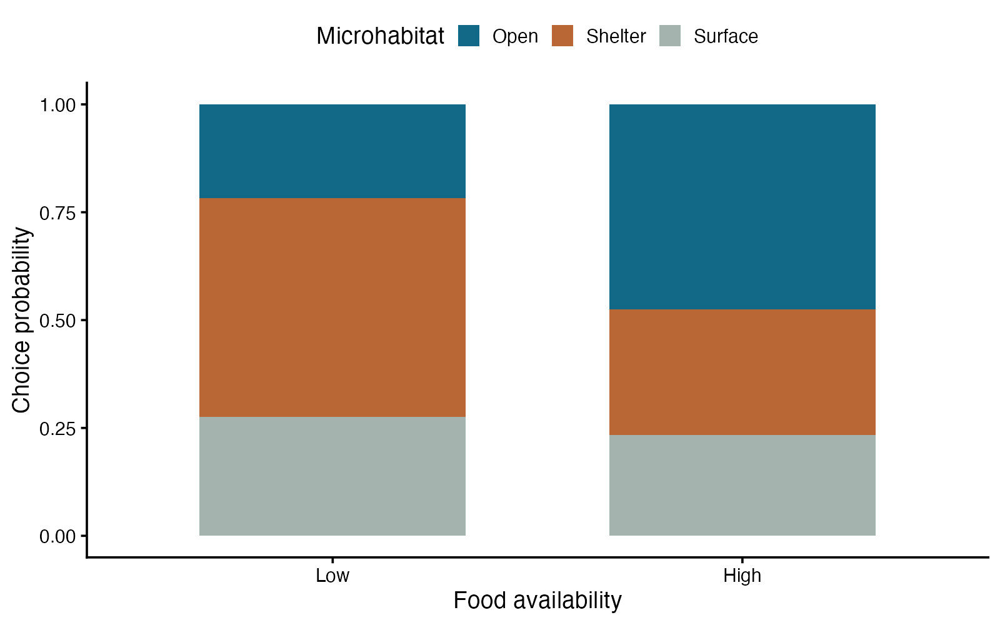 Microhabitat Open Shelter Surface
Choice probability
1.00
0.75
0.50
0.25
0.00
Low High
Food availability